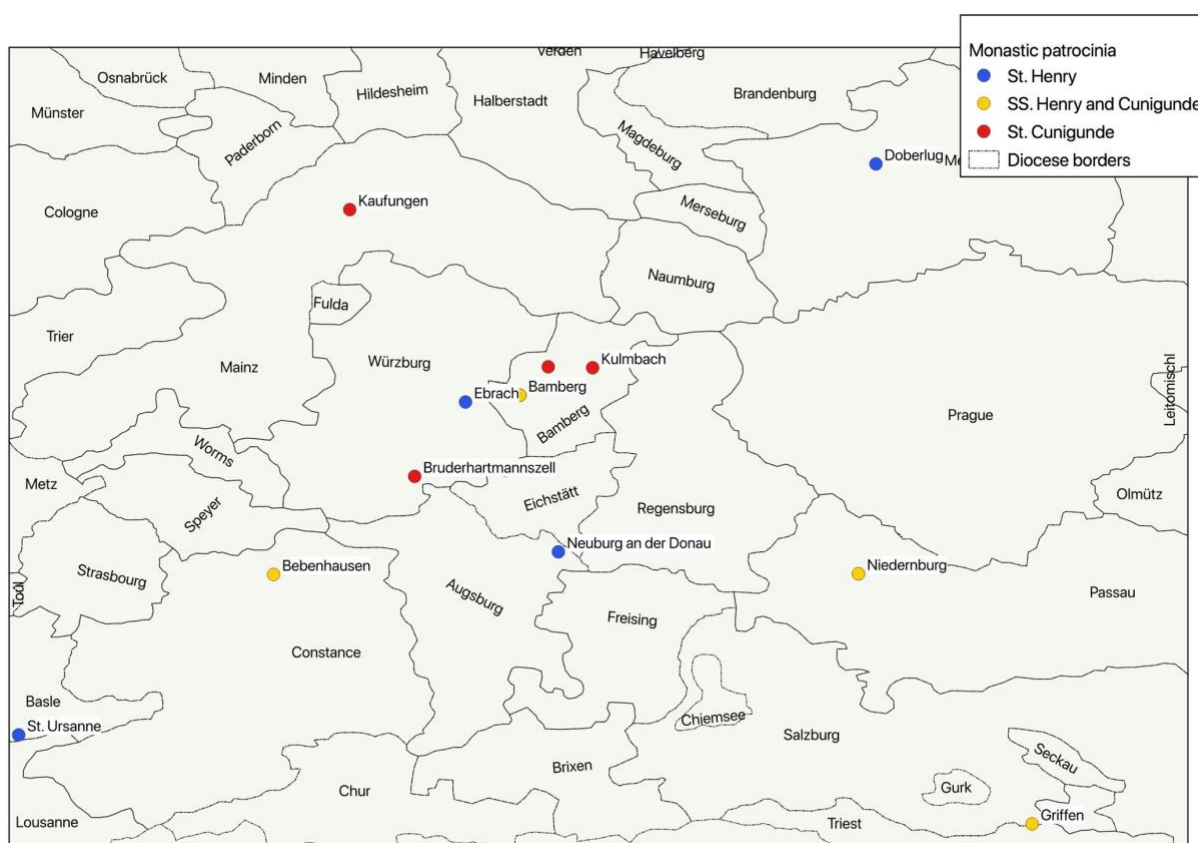 Monastic patrocinia
St. Henry
SS. Henry and Cunigunde
St. Cunigunde
Diocese borders
Verden
Havelberg
Osnabrück
Minden
Hildesheim
Halberstadt
Brandenburg
Münster
Paderborn
Magdeburg
Doberlug
Kaufungen
Cologne
Merseburg
Naumburg
Fulda
Trier
Mainz
Würzburg
Kulmbach
Ebrach
Bamberg
Bamberg
Prague
Leitomischl
Worms
Bruderhartmannszell
Metz
Speyer
Eichstätt
Regensburg
Olmütz
Neuburg an der Donau
Strasbourg
Bebenhausen
Niedernburg
Toul
Augsburg
Freising
Passau
Constance
Basle
St. Ursanne
Chiemsee
Salzburg
Seckau
Brixen
Chur
Gurk
Lousanne
Triest
Griffen